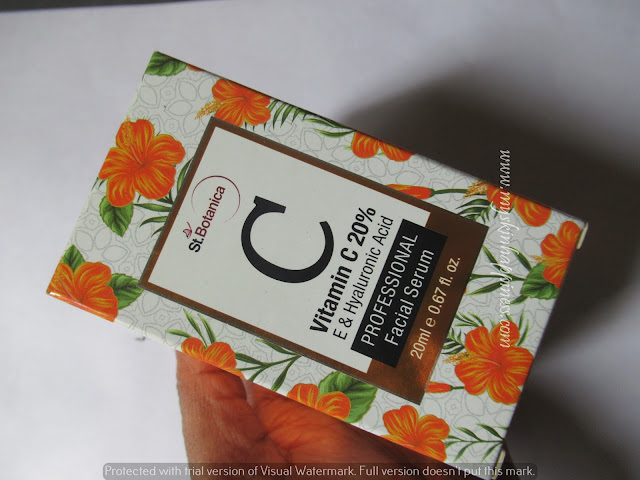 St.Botanica
C
Vitamin C 20%
E & Hyaluronic Acid
PROFESSIONAL
Facial Serum
20ml e 0.67 fl. oz.
Protected with trial version of Visual Watermark. Full version doesn't put this mark.